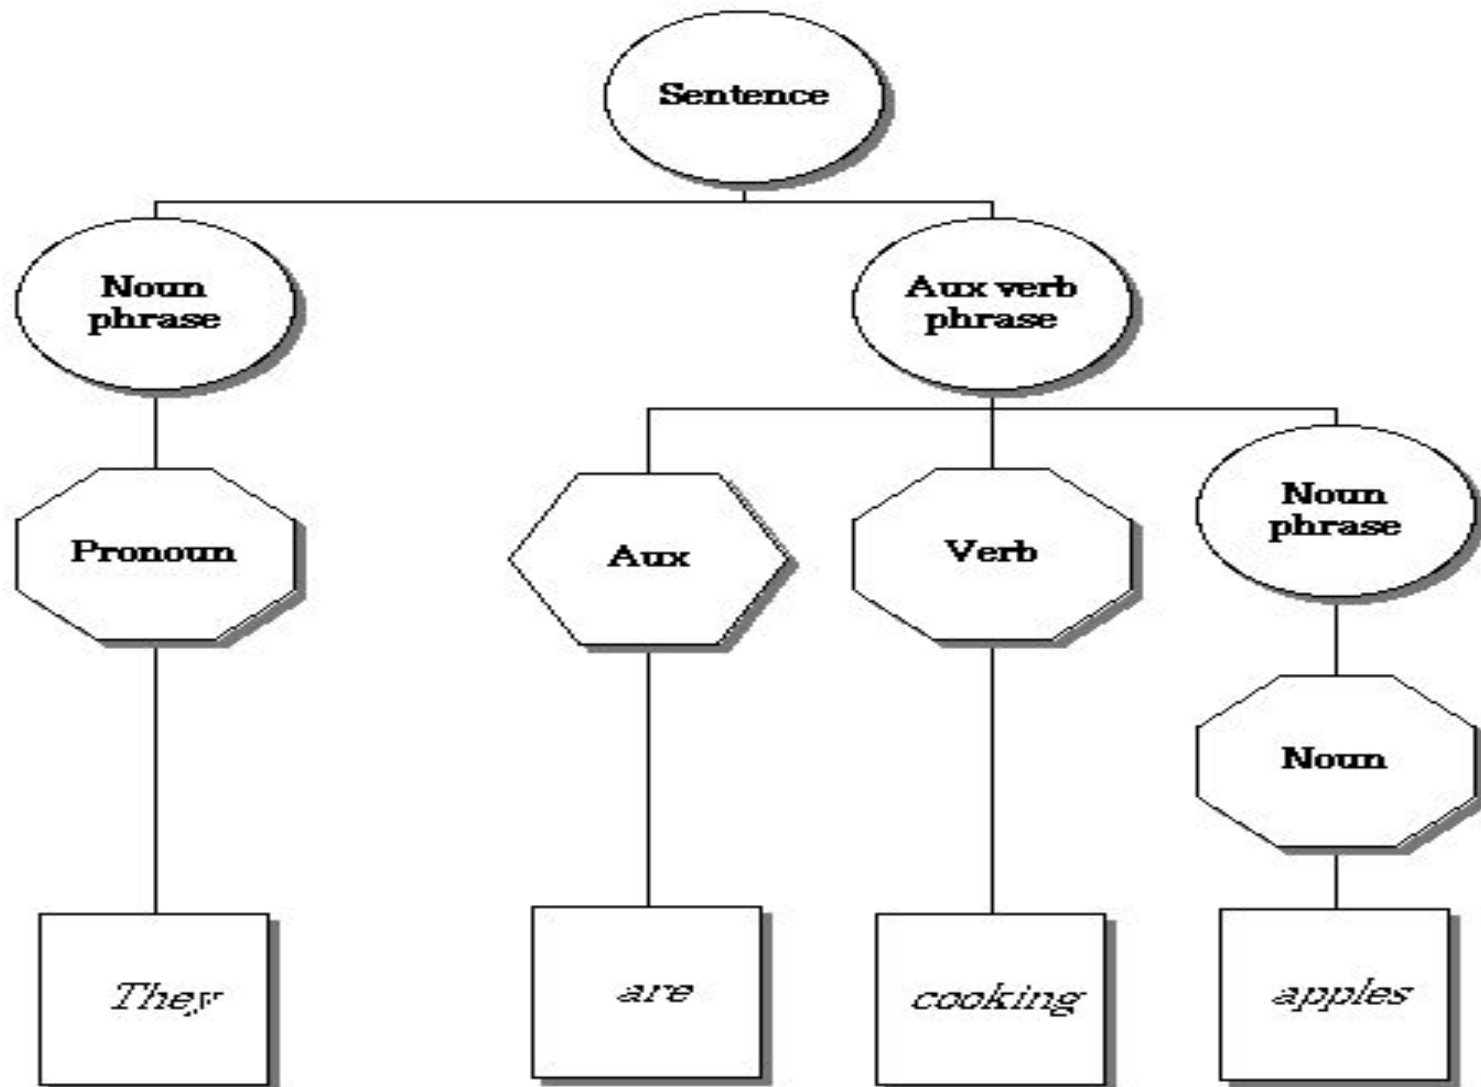 Sentence
Noun
phrase
Aux verb
phrase
Pronoun
Aux
Verb
Noun
phrase
Noun
They
are
cooking
apples